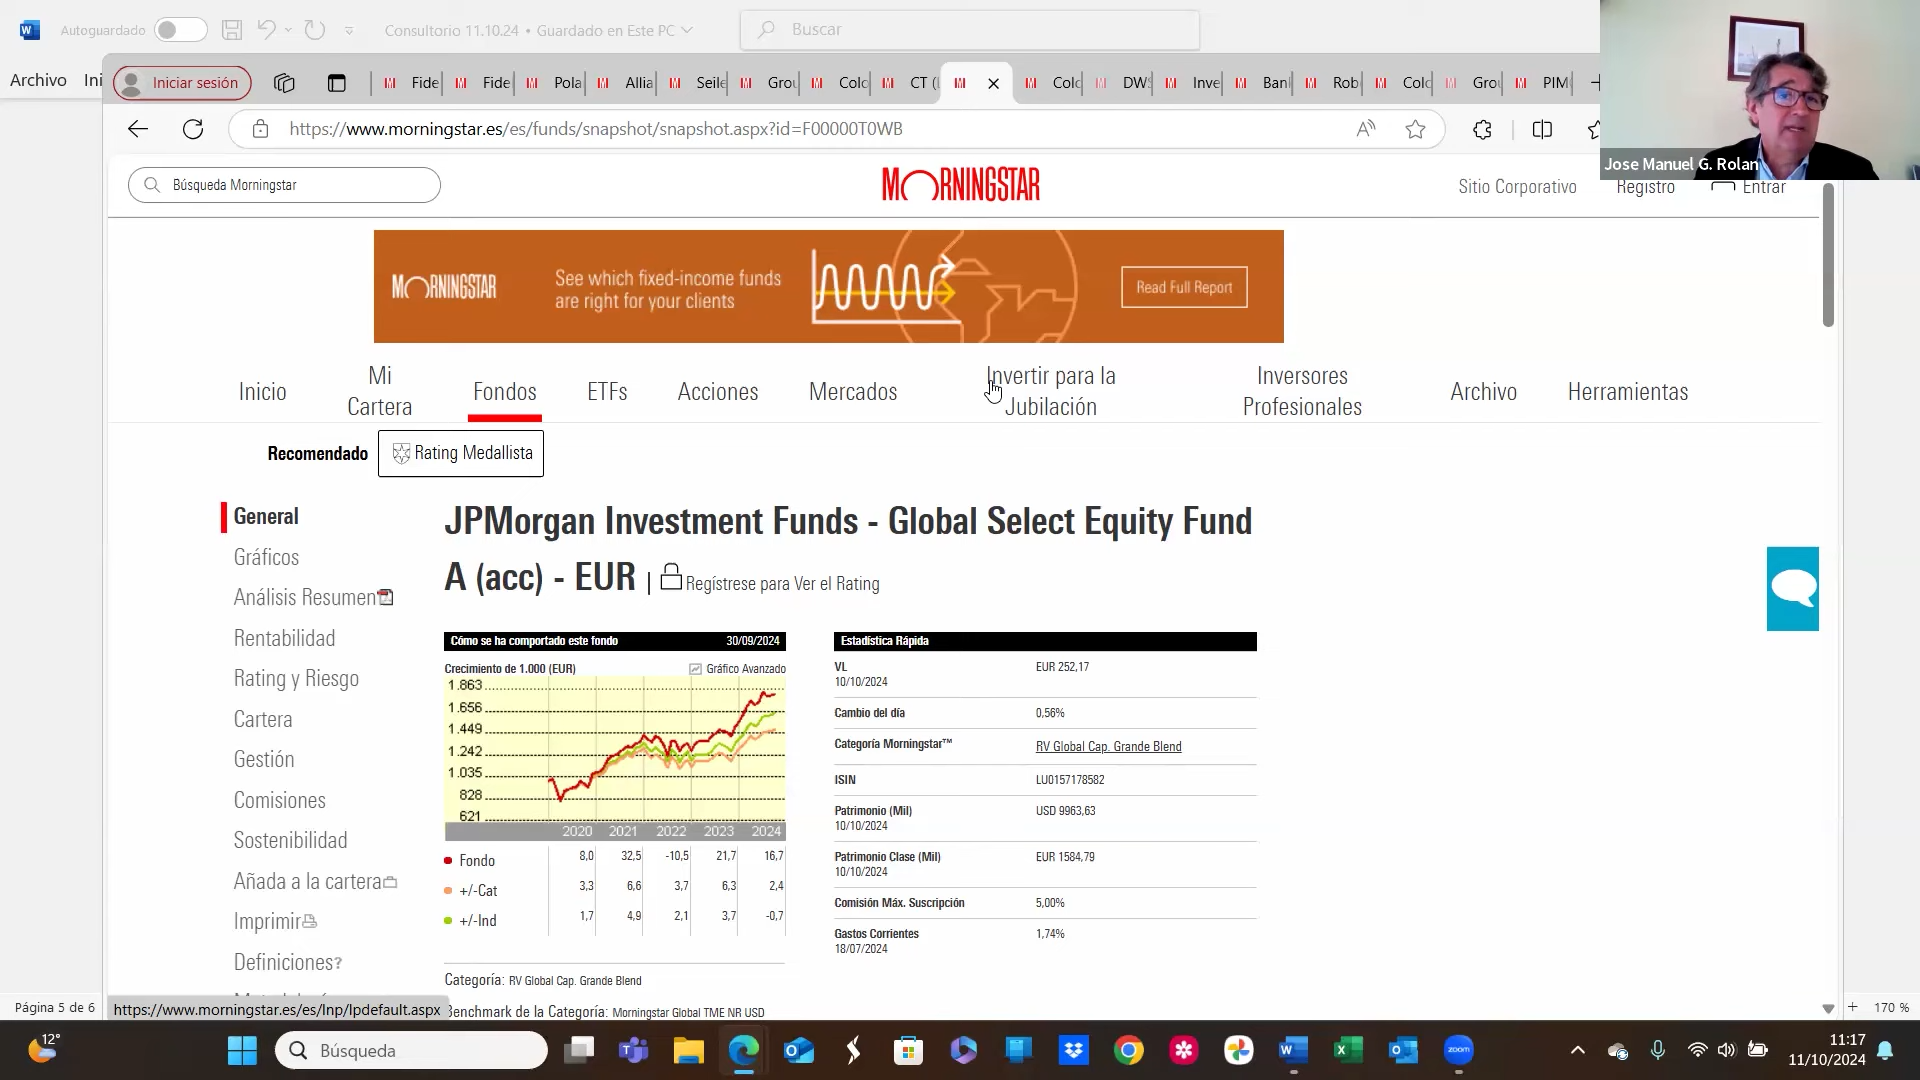 Autoguardado
Consultorio 11.10.24 • Guardado en Este PC
Buscar
Archivo
Iniciar sesión
Fide
Fide
Pola
Allia
Seile
Grou
Colo
CT (
Colo
DWS
Inve
Bank
Rob
Colo
Grou
PIM
https://www.morningstar.es/es/funds/snapshot/snapshot.aspx?id=F00000T0WB
Jose Manuel G. Rolan
Búsqueda Morningstar
MORNINGSTAR
Sitio Corporativo
Registro
Entrar
MORNINGSTAR
See which fixed-income funds
are right for your clients
Read Full Report
Inicio
Mi
Cartera
Fondos
ETFs
Acciones
Mercados
Invertir para la
Jubilación
Inversores
Profesionales
Archivo
Herramientas
Recomendado
Rating Medallista
General
Gráficos
Análisis Resumen
Rentabilidad
Rating y Riesgo
Cartera
Gestión
Comisiones
Sostenibilidad
Añada a la cartera
Imprimir
Definiciones?
JPMorgan Investment Funds - Global Select Equity Fund
A (acc) - EUR | Regístrese para Ver el Rating
Cómo se ha comportado este fondo 30/09/2024
Crecimiento de 1.000 (EUR) Gráfico Avanzado
1.863
1.656
1.449
1.242
1.035
828
621
2020 2021 2022 2023 2024
Fondo 8,0 32,5 -10,5 21,7 16,7
+/-Cat 3,3 6,6 3,7 6,3 2,4
+/-Ind 1,7 4,9 2,1 3,7 -0,7
Categoría: RV Global Cap. Grande Blend
Benchmark de la Categoría: Morningstar Global TME NR USD
Estadística Rápida
VL EUR 252,17
10/10/2024
Cambio del día 0,56%
Categoría Morningstar™ RV Global Cap. Grande Blend
ISIN LU0157178582
Patrimonio (Mil) USD 9963,63
10/10/2024
Patrimonio Clase (Mil) EUR 1584,79
10/10/2024
Comisión Máx. Suscripción 5,00%
Gastos Corrientes 1,74%
18/07/2024
Página 5 de 6
https://www.morningstar.es/es/lnp/lpdefault.aspx
170 %
12°
Búsqueda
zoom
11:17
11/10/2024